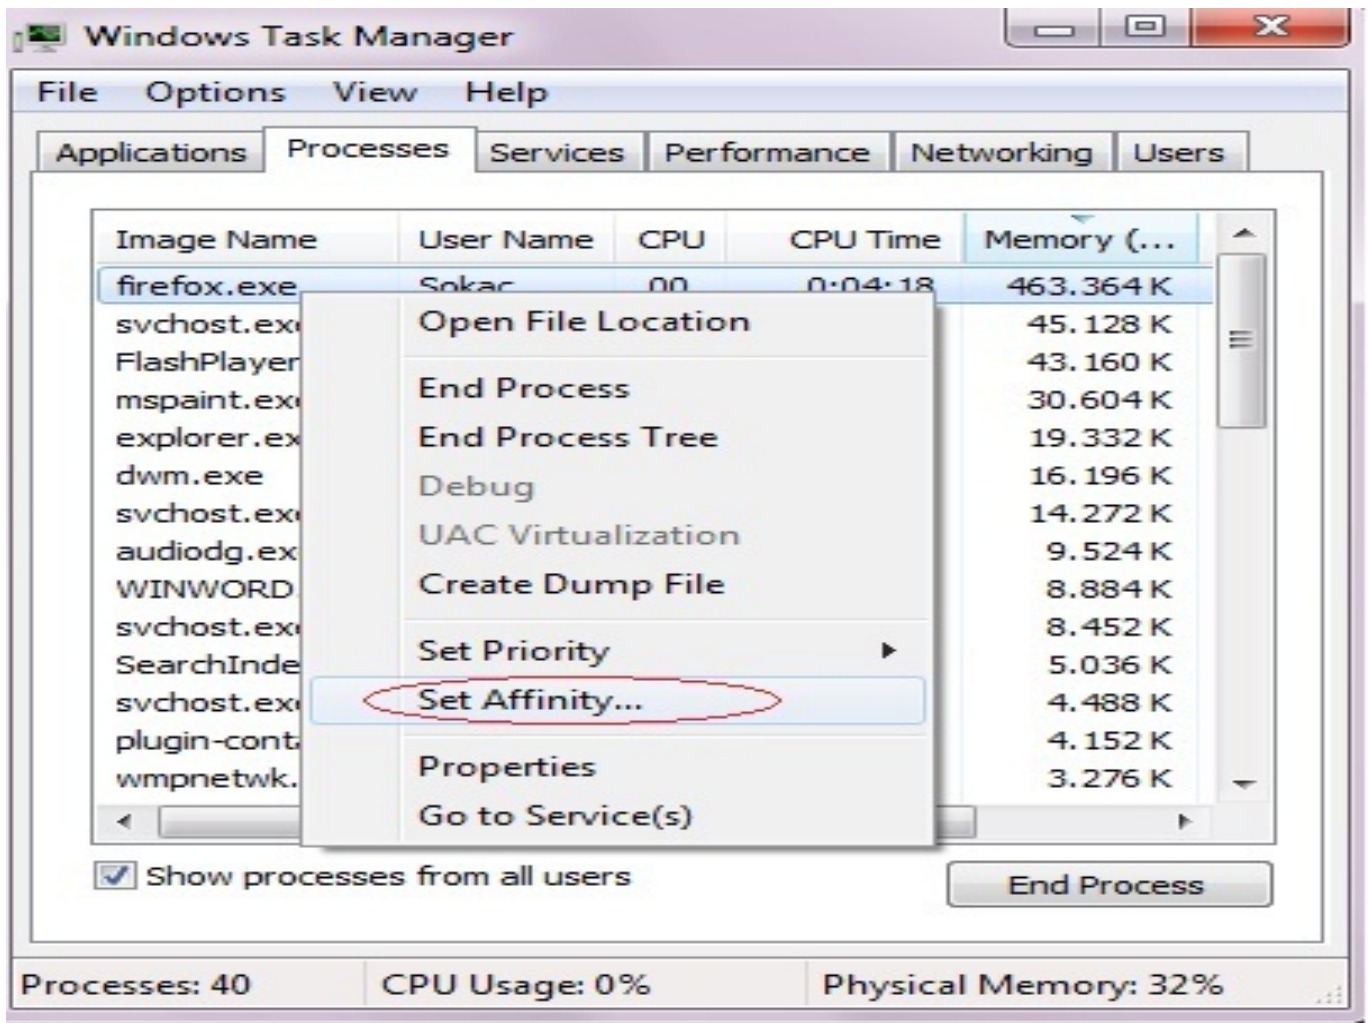 Windows Task Manager
File Options View Help
Applications Processes Services Performance Networking Users
Image Name User Name CPU CPU Time Memory (...
firefox.exe Sokac 00 0:04:18 463.364 K
svchost.ex 45.128 K
FlashPlayer 43.160 K
mspaint.ex 30.604 K
explorer.ex 19.332 K
dwm.exe 16.196 K
svchost.ex 14.272 K
audiodg.ex 9.524 K
WINWORD. 8.884 K
svchost.ex 8.452 K
SearchInde 5.036 K
svchost.ex 4.488 K
plugin-cont 4.152 K
wmpnetwk. 3.276 K
Open File Location
End Process
End Process Tree
Debug
UAC Virtualization
Create Dump File
Set Priority
Set Affinity...
Properties
Go to Service(s)
Show processes from all users
End Process
Processes: 40 CPU Usage: 0% Physical Memory: 32%